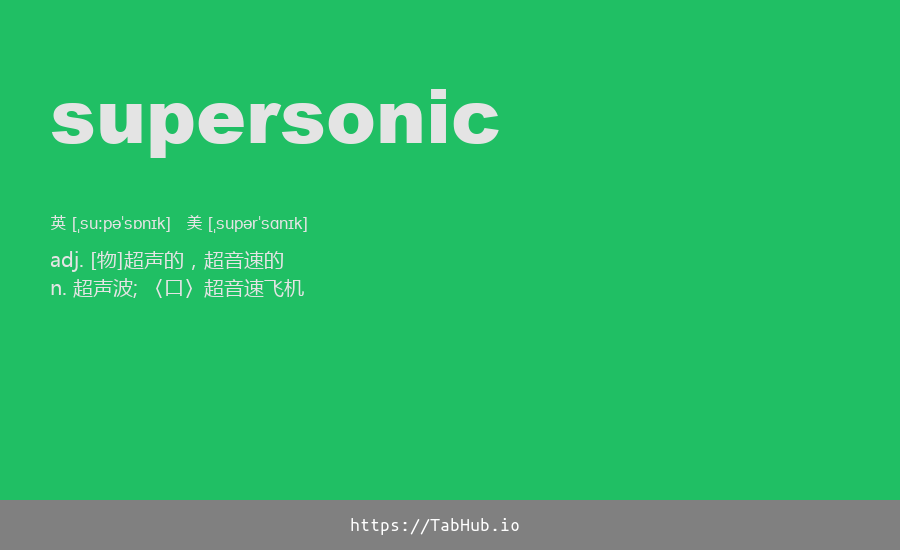 supersonic
英 [ˌsuːpəˈsɒnɪk] 美 [ˌsupərˈsɑnɪk]
adj. [物]超声的，超音速的
n. 超声波; 〈口〉超音速飞机
https://TabHub.io